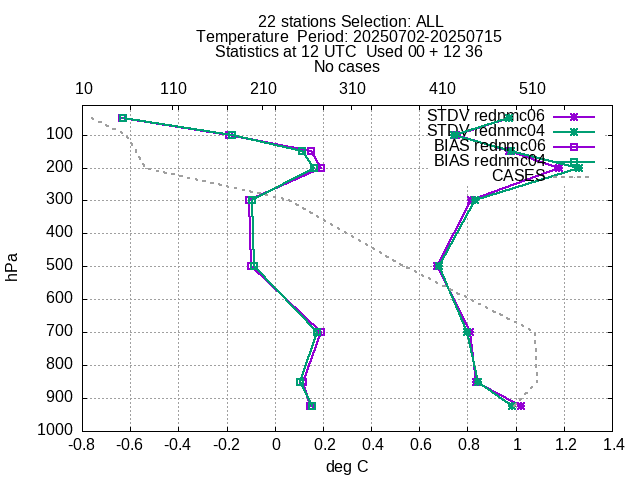 22 stations Selection: ALL
Temperature  Period: 20250702-20250715
Statistics at 12 UTC  Used 00 + 12 36
No cases
10 110 210 310 410 510
STDV rednmc06
STDV rednmc04
BIAS rednmc06
BIAS rednmc04
CASES
100
200
300
400
500
600
700
800
900
1000
hPa
-0.8 -0.6 -0.4 -0.2 0 0.2 0.4 0.6 0.8 1 1.2 1.4
deg C